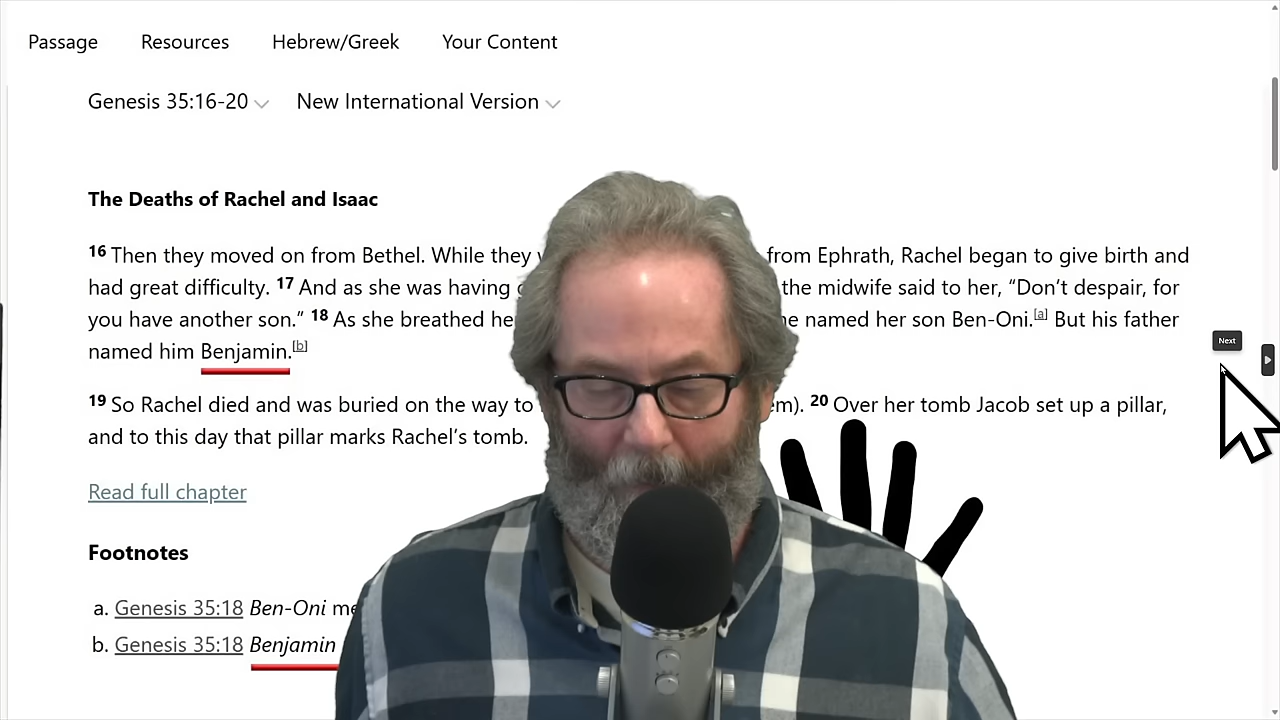 Passage Resources Hebrew/Greek Your Content
Genesis 35:16-20 New International Version
The Deaths of Rachel and Isaac
16 Then they moved on from Bethel. While they from Ephrath, Rachel began to give birth and
had great difficulty. 17 And as she was having the midwife said to her, “Don’t despair, for
you have another son.” 18 As she breathed named her son Ben-Oni.[a] But his father
named him Benjamin.[b]
Next
19 So Rachel died and was buried on the way to 20 Over her tomb Jacob set up a pillar,
and to this day that pillar marks Rachel’s tomb.
Read full chapter
Footnotes
a. Genesis 35:18 Ben-Oni
b. Genesis 35:18 Benjamin